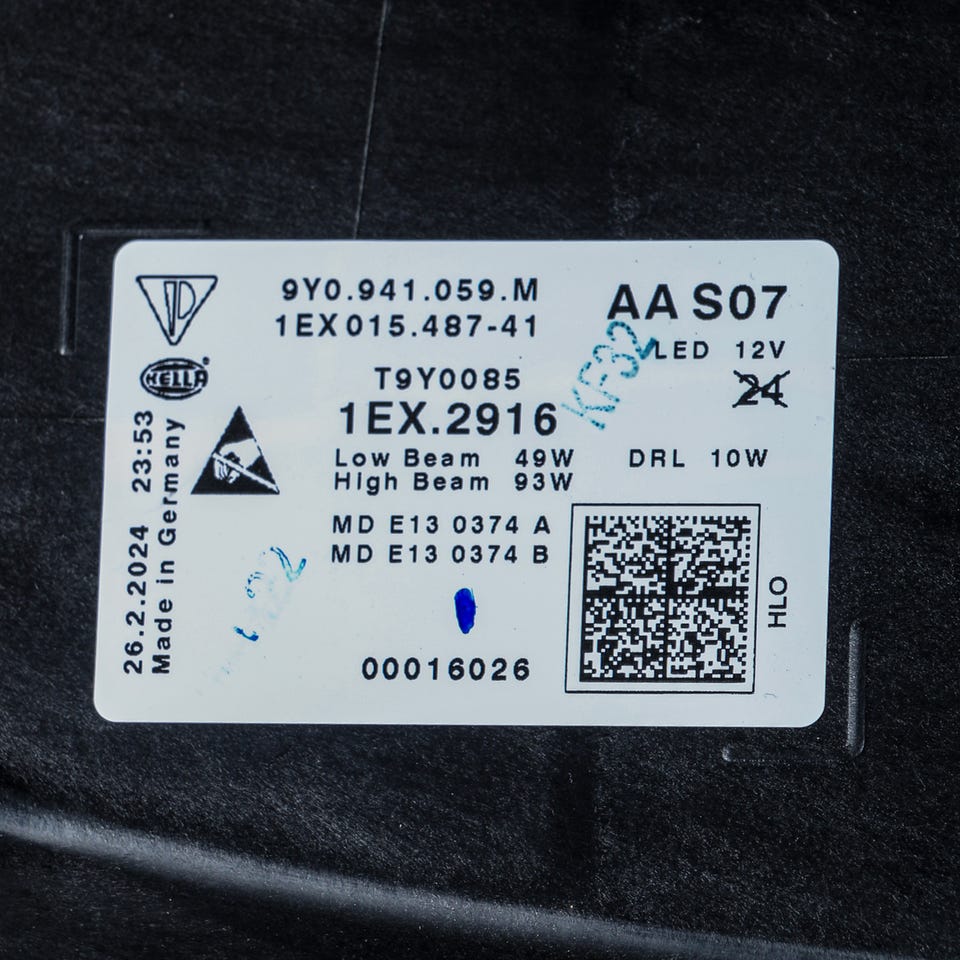 9Y0.941.059.M
1EX 015.487-41
AA S07
LED 12V
24
HELLA
T9Y0085
1EX.2916
KF32
Low Beam 49W
High Beam 93W
DRL 10W
MD E13 0374 A
MD E13 0374 B
00016026
HLO
26.2.2024 23:53
Made in Germany